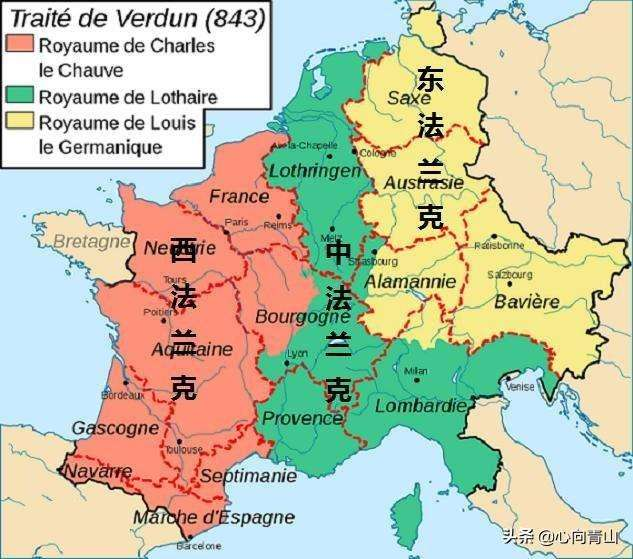 Traité de Verdun (843)
Royaume de Charles
le Chauve
Royaume de Lothaire
Royaume de Louis
le Germanique
Saxe
东法兰克
Aix-la-Chapelle
Cologne
Lothringen
Austrasie
France
Paris
Reims
Metz
Strasbourg
Ratisbonne
Bretagne
Neustrie
西法兰克
中法兰克
Tours
Alamannie
Salzbourg
Bavière
Poitiers
Bourgogne
Aquitaine
Lyon
Milan
Venise
Bordeaux
Lombardie
Provence
Gascogne
Toulouse
Navarre
Septimanie
Marche d'Espagne
Barcelone
头条 @心向青山